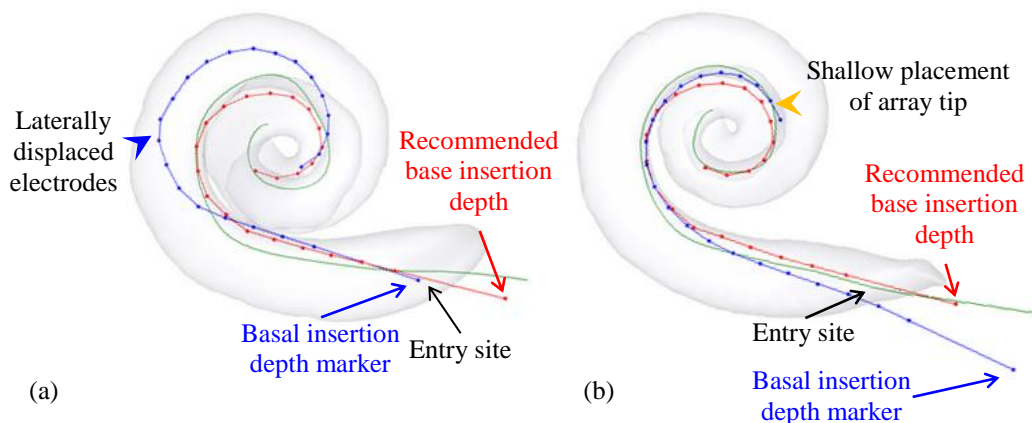 Laterally
displaced
electrodes
Recommended
base insertion
depth
Basal insertion
depth marker
Entry site
(a)
Shallow placement
of array tip
Recommended
base insertion
depth
Entry site
Basal insertion
depth marker
(b)